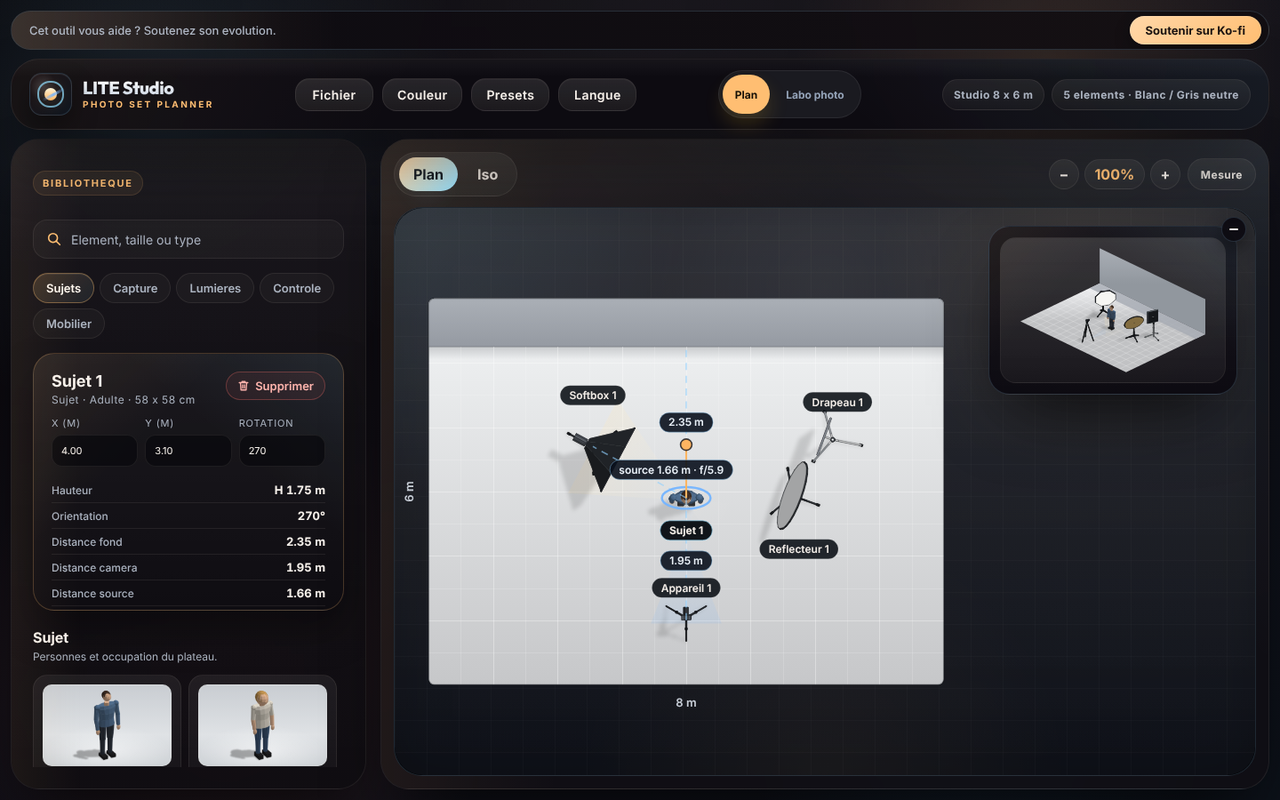 Cet outil vous aide ? Soutenez son evolution.
Soutenir sur Ko-fi
LITE Studio
PHOTO SET PLANNER
Fichier
Couleur
Presets
Langue
Plan
Labo photo
Studio 8 x 6 m
5 elements · Blanc / Gris neutre
BIBLIOTHEQUE
Element, taille ou type
Sujets
Capture
Lumieres
Controle
Mobilier
Sujet 1
Supprimer
Sujet · Adulte · 58 x 58 cm
X (M)
Y (M)
ROTATION
4.00
3.10
270
Hauteur
H 1.75 m
Orientation
270°
Distance fond
2.35 m
Distance camera
1.95 m
Distance source
1.66 m
Sujet
Personnes et occupation du plateau.
Plan
Iso
−
100%
+
Mesure
−
Softbox 1
Drapeau 1
2.35 m
source 1.66 m · f/5.9
6 m
Sujet 1
Reflecteur 1
1.95 m
Appareil 1
8 m